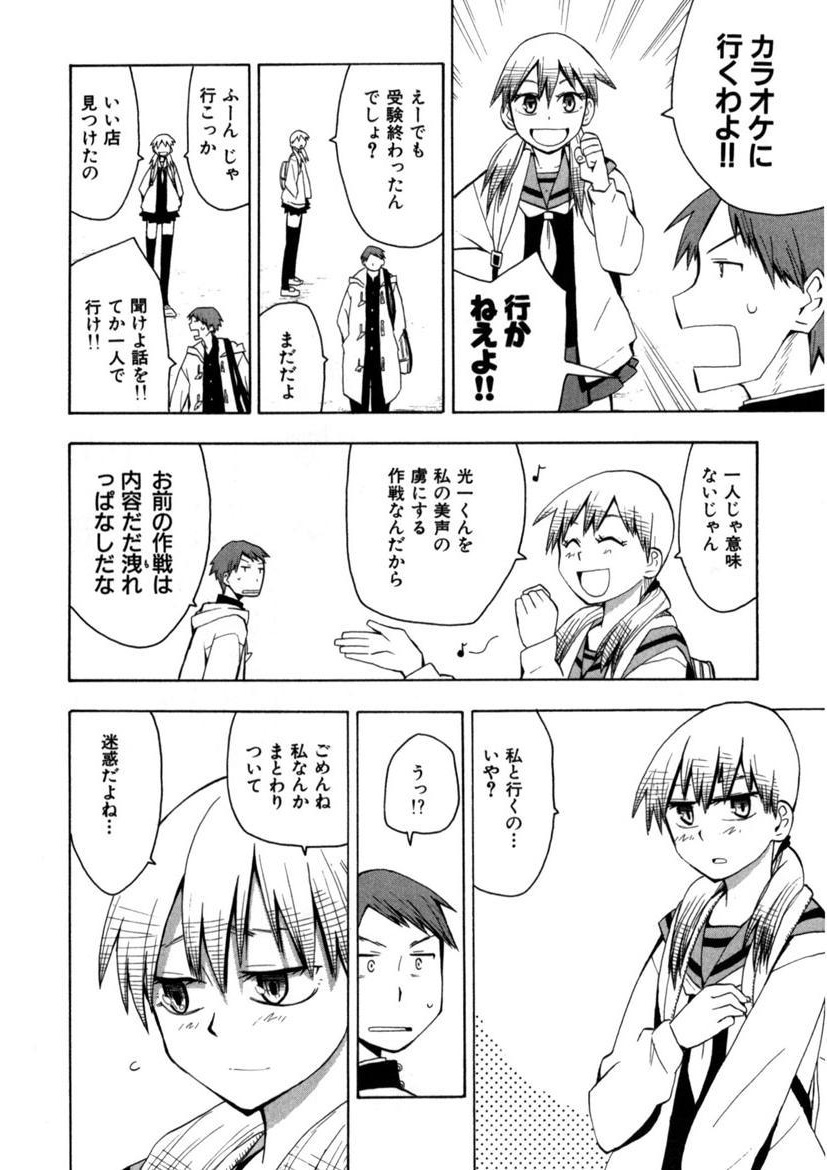 カラオケに
行くわよ!!
行か
ねえよ!!
えーでも
受験終わったん
でしょ?
まだだよ
ふーん じゃ
行こっか
いい店
見つけたの
聞けよ話を!!
てか一人で
行け!!
一人じゃ意味
ないじゃん
光一くんを
私の美声の
虜にする
作戦なんだから
お前の作戦は
内容だだ洩れ
も
っぱなしだな
私と行くの…
いや?
うっ!?
ごめんね
私なんか
まとわり
ついて
迷惑だよね…